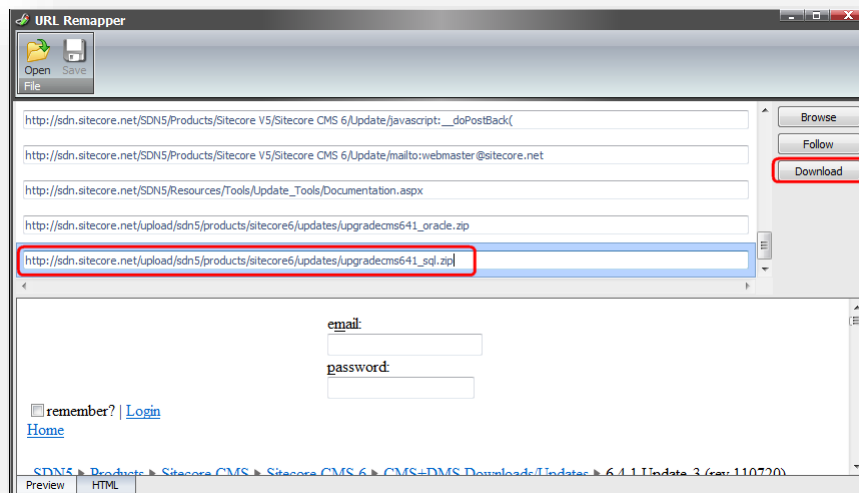 URL Remapper
Open Save
File
http://sdn.sitecore.net/SDN5/Products/Sitecore V5/Sitecore CMS 6/Update/javascript:__doPostBack(
Browse
http://sdn.sitecore.net/SDN5/Products/Sitecore V5/Sitecore CMS 6/Update/mailto:webmaster@sitecore.net
Follow
Download
http://sdn.sitecore.net/SDN5/Resources/Tools/Update_Tools/Documentation.aspx
http://sdn.sitecore.net/upload/sdn5/products/sitecore6/updates/upgradecms641_oracle.zip
http://sdn.sitecore.net/upload/sdn5/products/sitecore6/updates/upgradecms641_sql.zip
email:
password:
remember? | Login
Home
SDN5 ▶ Products ▶ Sitecore CMS ▶ Sitecore CMS 6 ▶ CMS+DMS Downloads/Updates ▶ 6.4.1 Update-3 (rev.110720)
Preview HTML